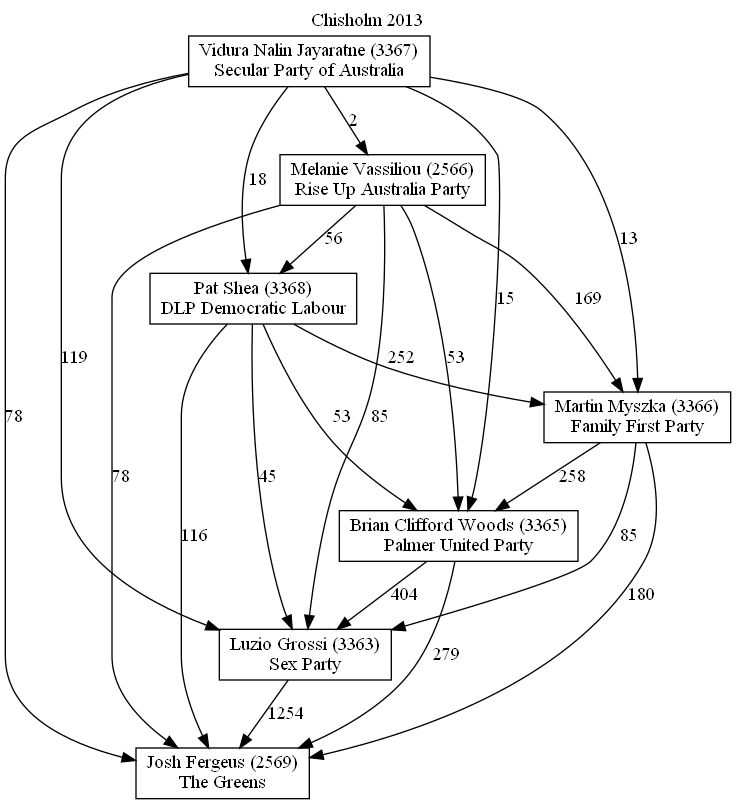 Chisholm 2013
Vidura Nalin Jayaratne (3367)
Secular Party of Australia
2
Melanie Vassiliou (2566)
Rise Up Australia Party
18
13
56
Pat Shea (3368)
DLP Democratic Labour
15
169
119
252
53
78
53
85
Martin Myszka (3366)
Family First Party
78
45
258
Brian Clifford Woods (3365)
Palmer United Party
116
85
404
180
Luzio Grossi (3363)
Sex Party
279
1254
Josh Fergeus (2569)
The Greens